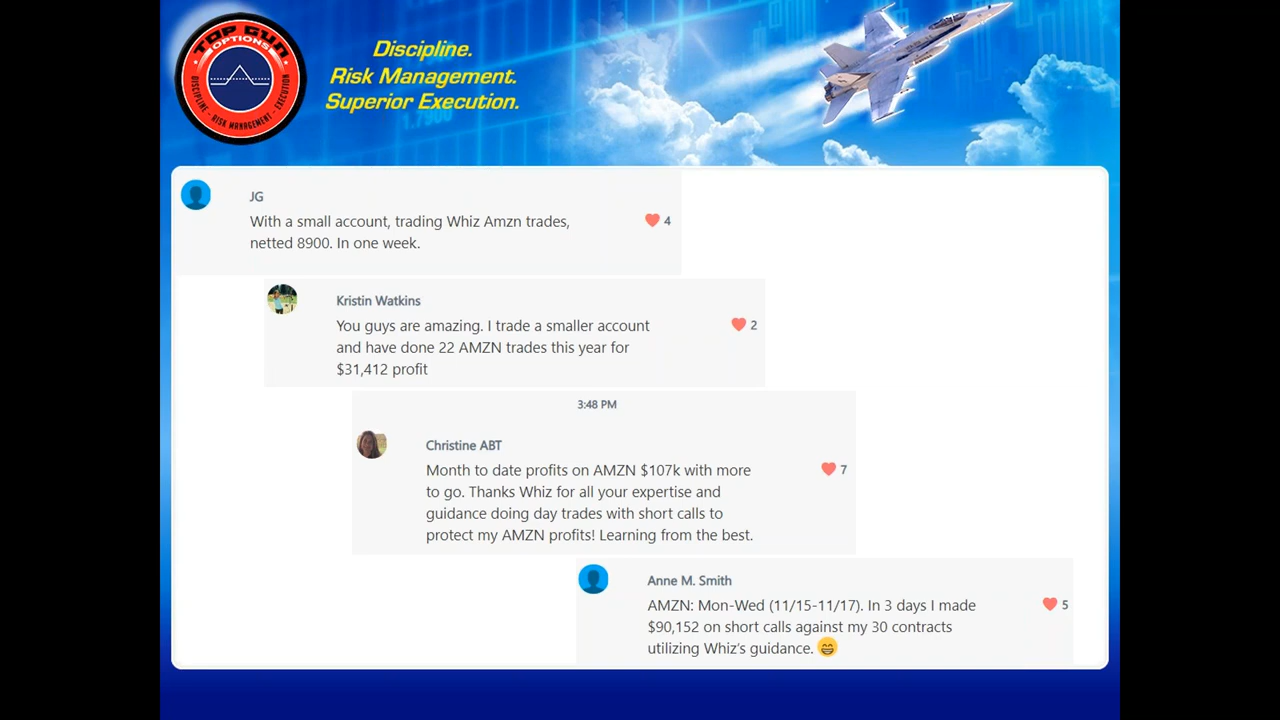 TOP GUN
OPTIONS
DISCIPLINE - RISK MANAGEMENT - EXECUTION
Discipline.
Risk Management.
Superior Execution.
JG
With a small account, trading Whiz Amzn trades,
netted 8900. In one week.
4
Kristin Watkins
You guys are amazing. I trade a smaller account
and have done 22 AMZN trades this year for
$31,412 profit
2
3:48 PM
Christine ABT
Month to date profits on AMZN $107k with more
to go. Thanks Whiz for all your expertise and
guidance doing day trades with short calls to
protect my AMZN profits! Learning from the best.
7
Anne M. Smith
AMZN: Mon-Wed (11/15-11/17). In 3 days I made
$90,152 on short calls against my 30 contracts
utilizing Whiz's guidance. 😄
5